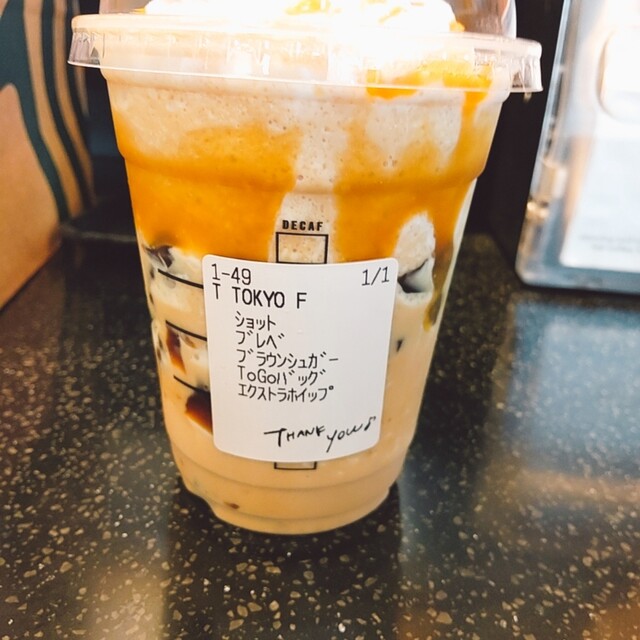 DECAF
1-49 1/1
T TOKYO F
ショット
ブレベ
ブラウンシュガー
ToGoバッグ
エクストラホイップ
THANK YOU♪